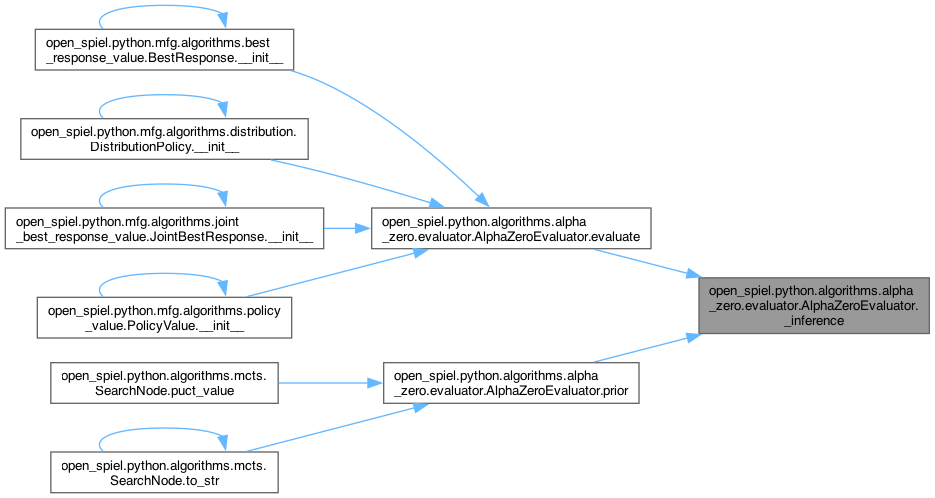 open_spiel.python.mfg.algorithms.best
_response_value.BestResponse.__init__
open_spiel.python.mfg.algorithms.distribution.
DistributionPolicy.__init__
open_spiel.python.mfg.algorithms.joint
_best_response_value.JointBestResponse.__init__
open_spiel.python.mfg.algorithms.policy
_value.PolicyValue.__init__
open_spiel.python.algorithms.mcts.
SearchNode.puct_value
open_spiel.python.algorithms.mcts.
SearchNode.to_str
open_spiel.python.algorithms.alpha
_zero.evaluator.AlphaZeroEvaluator.evaluate
open_spiel.python.algorithms.alpha
_zero.evaluator.AlphaZeroEvaluator.prior
open_spiel.python.algorithms.alpha
_zero.evaluator.AlphaZeroEvaluator.
_inference